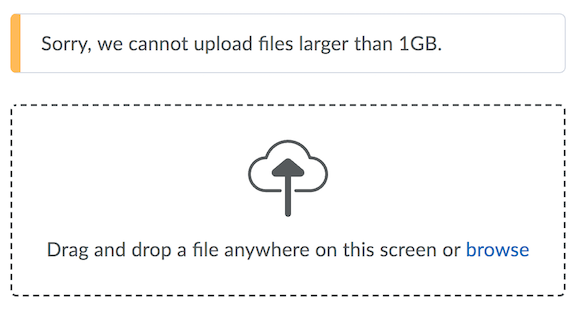 Sorry, we cannot upload files larger than 1GB.
Drag and drop a file anywhere on this screen or browse